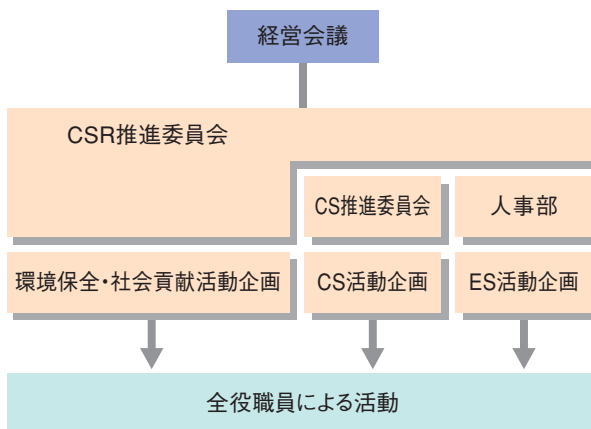 経営会議
CSR推進委員会
CS推進委員会
人事部
環境保全・社会貢献活動企画
CS活動企画
ES活動企画
全役職員による活動